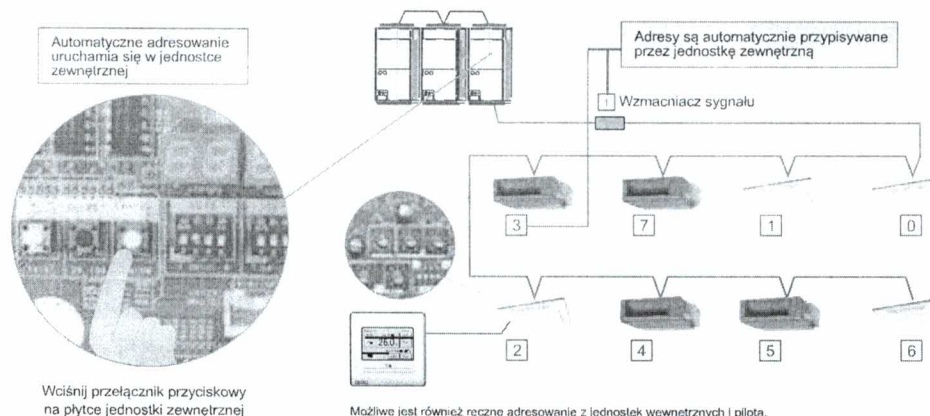 Automatyczne adresowanie
uruchamia się w jednostce
zewnętrznej
Adresy są automatycznie przypisywane
przez jednostkę zewnętrzną
1 Wzmacniacz sygnału
3 7 1 0
26.0
2 4 5 6
Wciśnij przełącznik przyciskowy
na płytce jednostki zewnętrznej
Możliwe jest również ręczne adresowanie z jednostek wewnętrznych i pilota.